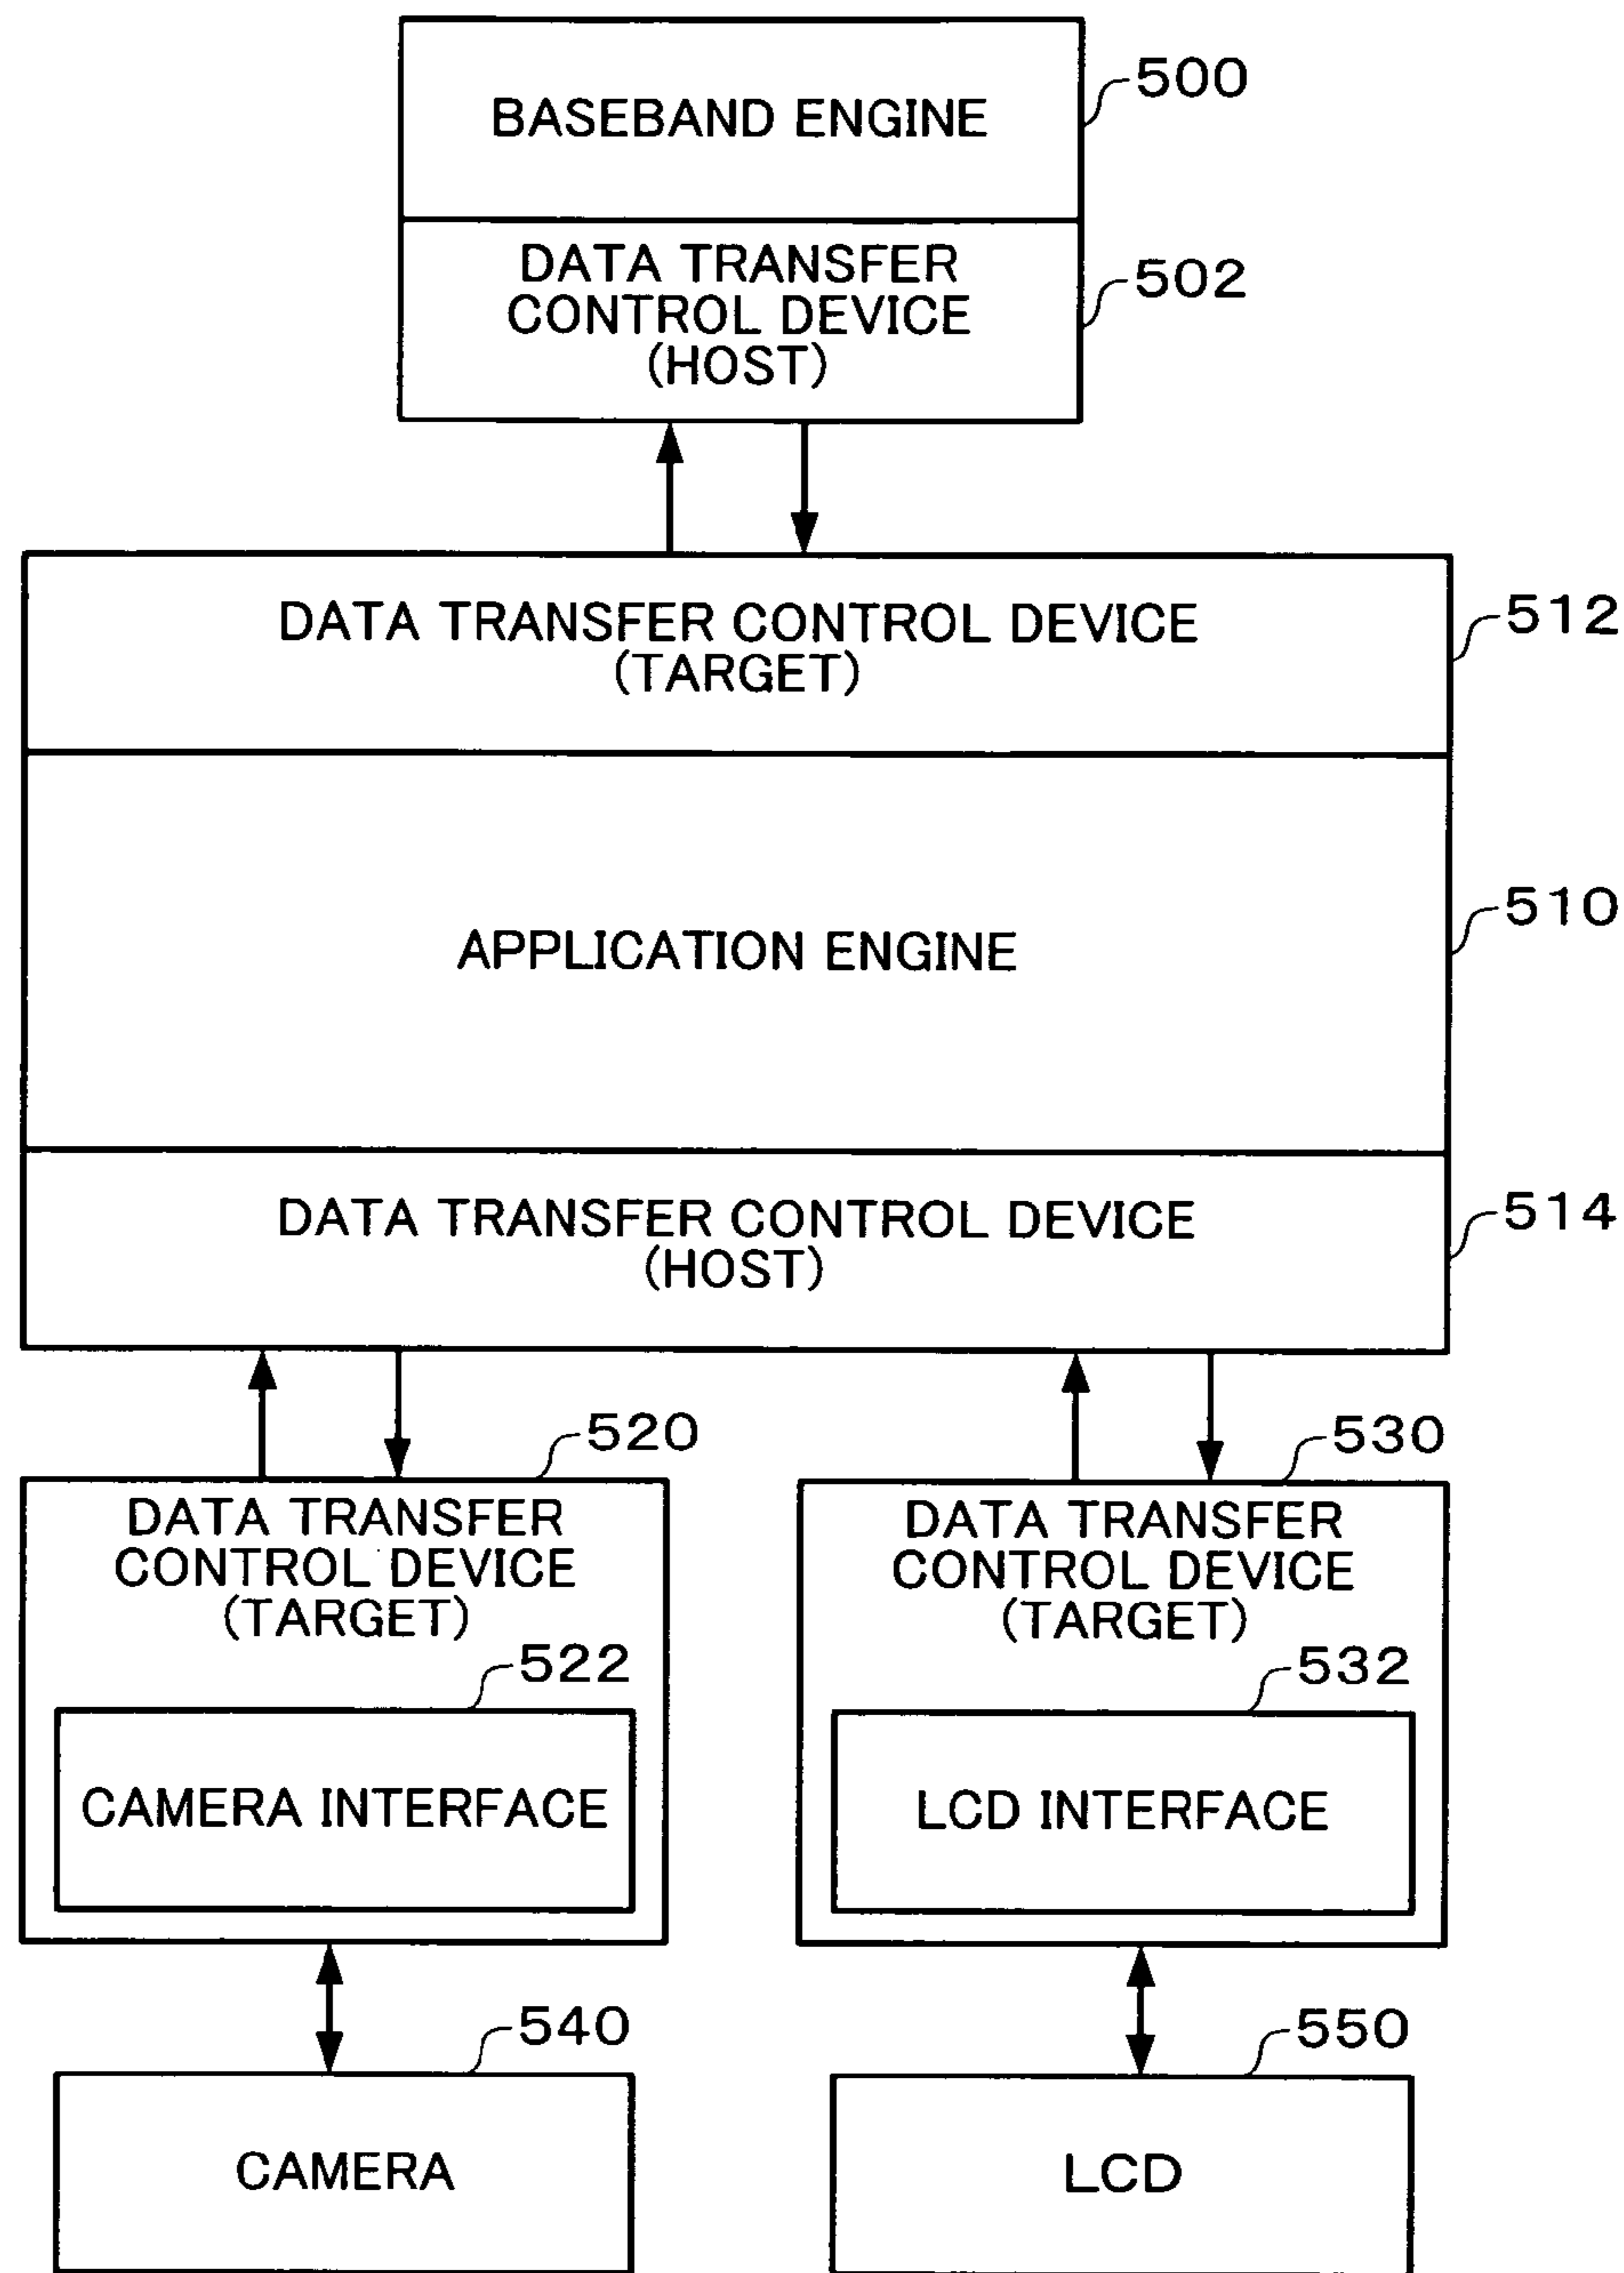 BASEBAND ENGINE
500
DATA TRANSFER
CONTROL DEVICE
(HOST)
502
DATA TRANSFER CONTROL DEVICE
(TARGET)
512
APPLICATION ENGINE
510
DATA TRANSFER CONTROL DEVICE
(HOST)
514
520
DATA TRANSFER
CONTROL DEVICE
(TARGET)
522
CAMERA INTERFACE
530
DATA TRANSFER
CONTROL DEVICE
(TARGET)
532
LCD INTERFACE
540
CAMERA
550
LCD